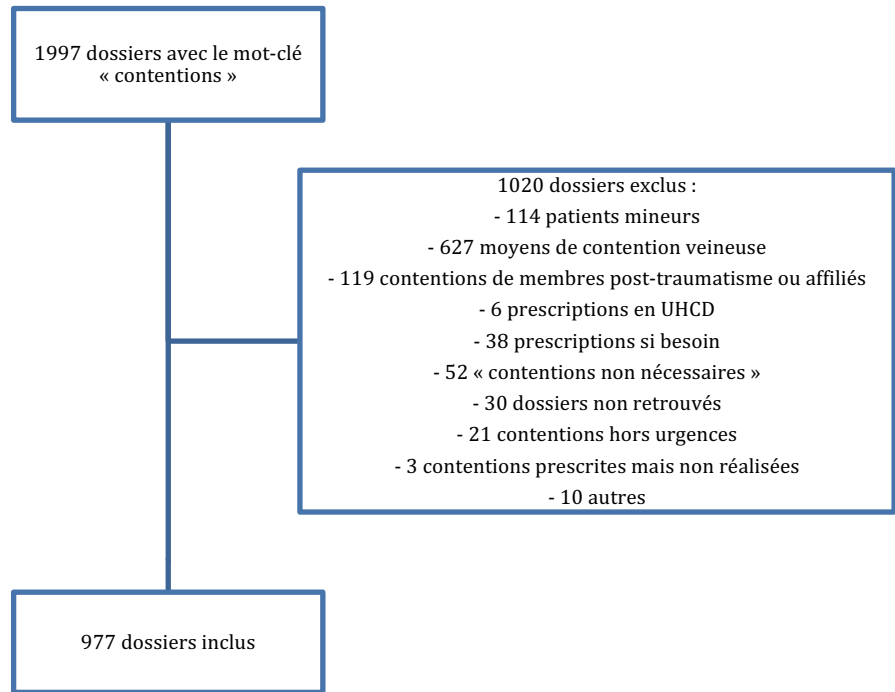 1997 dossiers avec le mot-clé
« contentions »
1020 dossiers exclus :
- 114 patients mineurs
- 627 moyens de contention veineuse
- 119 contentions de membres post-traumatisme ou affiliés
- 6 prescriptions en UHCD
- 38 prescriptions si besoin
- 52 « contentions non nécessaires »
- 30 dossiers non retrouvés
- 21 contentions hors urgences
- 3 contentions prescrites mais non réalisées
- 10 autres
977 dossiers inclus